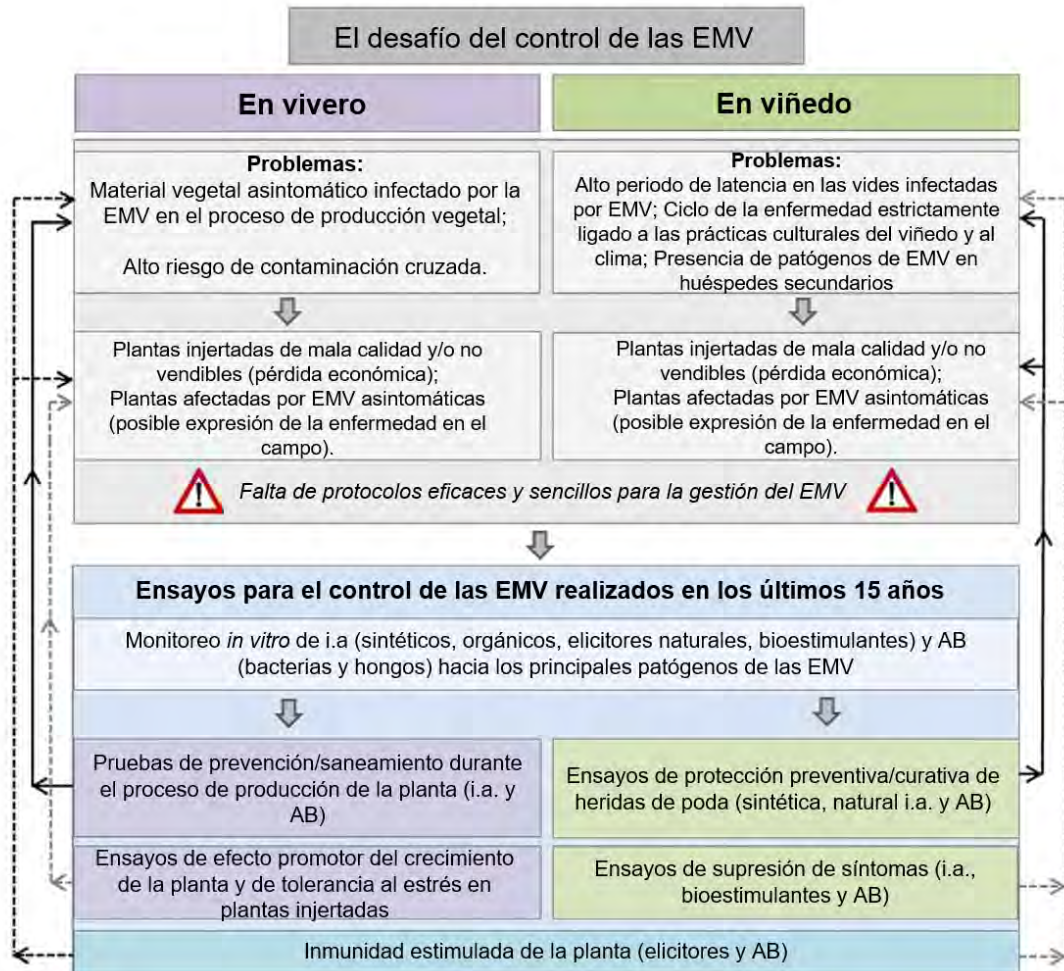 El desafío del control de las EMV
En vivero
En viñedo
Problemas:
Material vegetal asintomático infectado por la
EMV en el proceso de producción vegetal;
Alto riesgo de contaminación cruzada.
Problemas:
Alto periodo de latencia en las vides infectadas
por EMV; Ciclo de la enfermedad estrictamente
ligado a las prácticas culturales del viñedo y al
clima; Presencia de patógenos de EMV en
huéspedes secundarios
Plantas injertadas de mala calidad y/o no
vendibles (pérdida económica);
Plantas afectadas por EMV asintomáticas
(posible expresión de la enfermedad en el
campo).
Plantas injertadas de mala calidad y/o no
vendibles (pérdida económica);
Plantas afectadas por EMV asintomáticas
(posible expresión de la enfermedad en el
campo).
Falta de protocolos eficaces y sencillos para la gestión del EMV
Ensayos para el control de las EMV realizados en los últimos 15 años
Monitoreo in vitro de i.a (sintéticos, orgánicos, elicitores naturales, bioestimulantes) y AB
(bacterias y hongos) hacia los principales patógenos de las EMV
Pruebas de prevención/saneamiento durante
el proceso de producción de la planta (i.a. y
AB)
Ensayos de protección preventiva/curativa de
heridas de poda (sintética, natural i.a. y AB)
Ensayos de efecto promotor del crecimiento
de la planta y de tolerancia al estrés en
plantas injertadas
Ensayos de supresión de síntomas (i.a.,
bioestimulantes y AB)
Inmunidad estimulada de la planta (elicitores y AB)